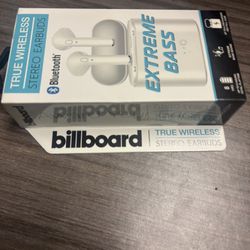 TRUE WIRELESS
STEREO EARBUDS
Bluetooth®
EXTREME
BASS
billboard
billboard
TRUE WIRELESS
STEREO EARBUDS